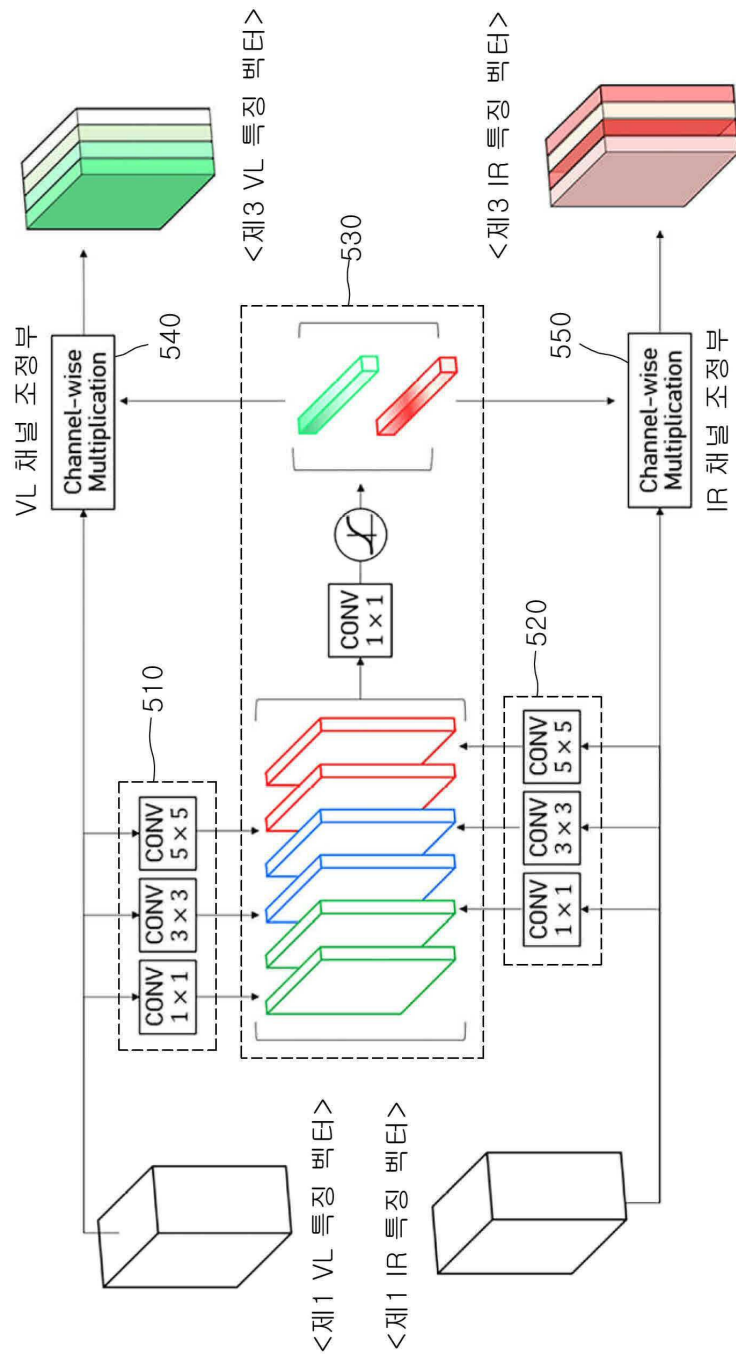 VL 채널 조정부
540
Channel-wise
Multiplication
<제3 VL 특징 벡터>
510
CONV
1 × 1
CONV
3 × 3
CONV
5 × 5
530
<제1 VL 특징 벡터>
CONV
1 × 1
<제1 IR 특징 벡터>
<제3 IR 특징 벡터>
CONV
1 × 1
CONV
3 × 3
CONV
5 × 5
520
550
Channel-wise
Multiplication
IR 채널 조정부